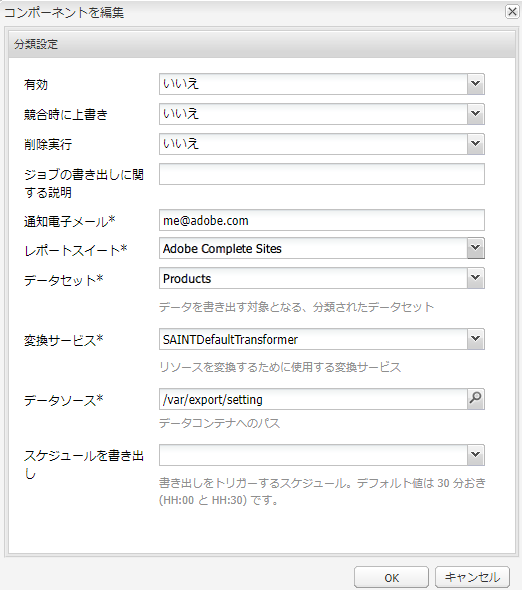 コンポーネントを編集
分類設定
有効
いいえ
競合時に上書き
いいえ
削除実行
いいえ
ジョブの書き出しに関
する説明
通知電子メール*
me@adobe.com
レポートスイート*
Adobe Complete Sites
データセット*
Products
データを書き出す対象となる、分類されたデータセット
変換サービス*
SAINTDefaultTransformer
リソースを変換するために使用する変換サービス
データソース*
/var/export/setting
データコンテナへのパス
スケジュールを書き出
し
書き出しをトリガーするスケジュール。デフォルト値は 30 分おき
(HH:00 と HH:30) です。
OK
キャンセル